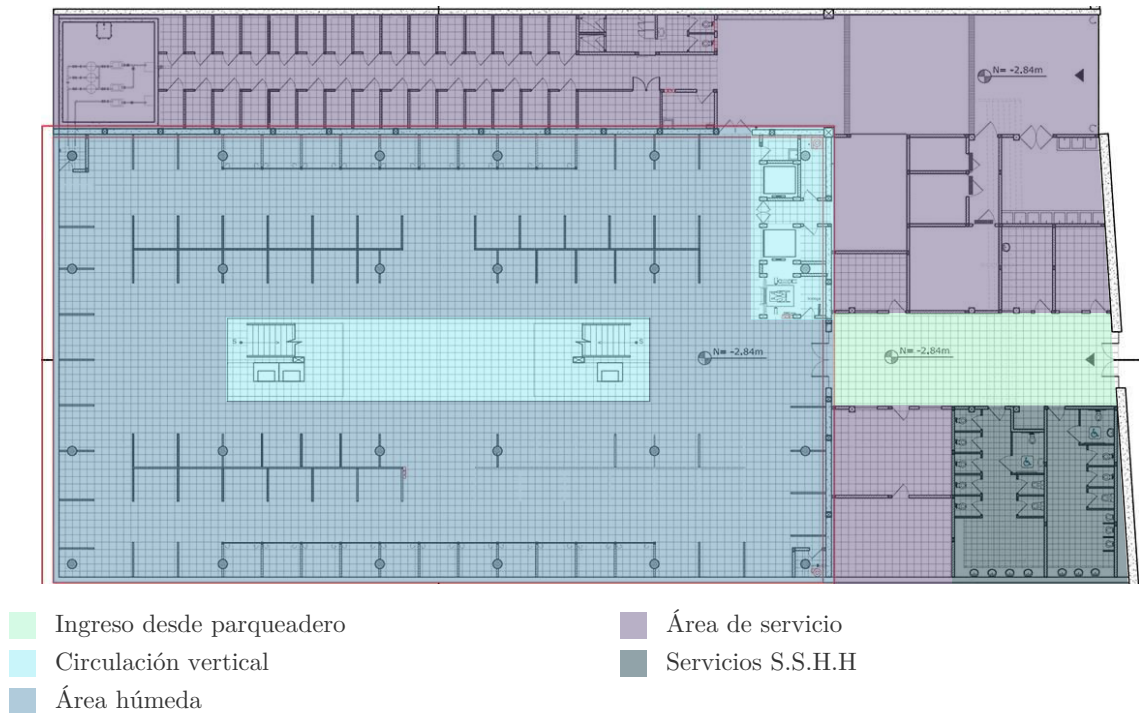 N= -2.84m
N= -2.84m
N= -2.84m
S
S
Ingreso desde parqueadero
Circulación vertical
Área húmeda
Área de servicio
Servicios S.S.H.H